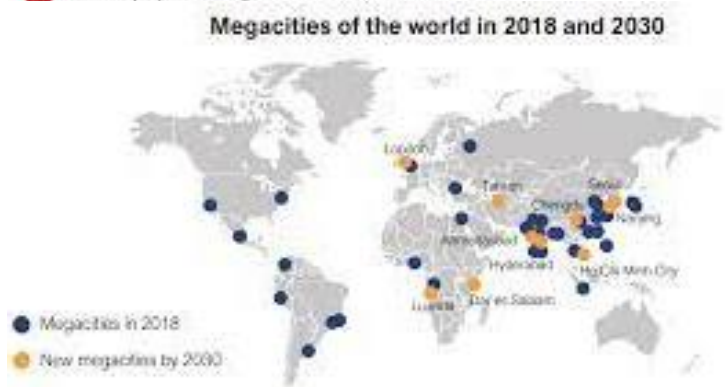 Megacities of the world in 2018 and 2030
London
Tehran
Seoul
Chengdu
Nanjing
Ahmedabad
Hyderabad
Ho Chi Minh City
Luanda
Dar es Salaam
Megacities in 2018
New megacities by 2030